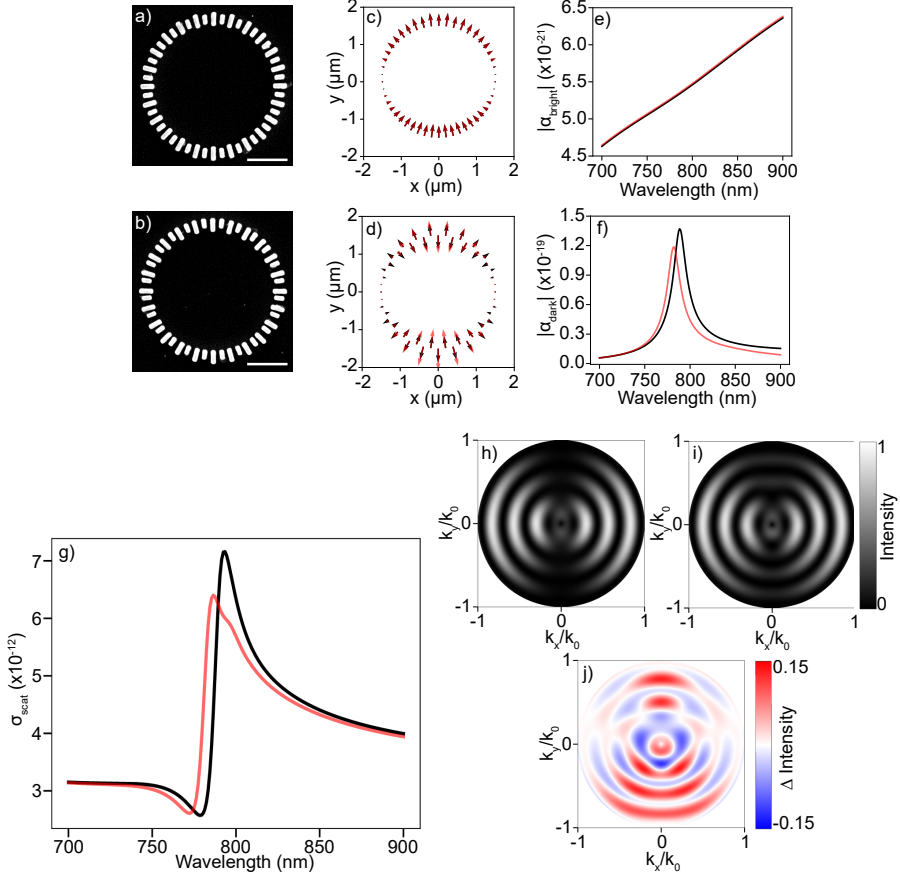 a)
b)
c)
y (µm)
2
1
0
-1
-2
-2 -1 0 1 2
x (µm)
d)
y (µm)
2
1
0
-1
-2
-2 -1 0 1 2
x (µm)
e)
|α_bright| (x10^-21)
6.5
6.0
5.5
5.0
4.5
700 750 800 850 900
Wavelength (nm)
f)
|α_dark| (x10^-19)
1.5
1.2
0.9
0.6
0.3
0.0
700 750 800 850 900
Wavelength (nm)
g)
σ_scat (x10^-12)
7
6
5
4
3
700 750 800 850 900
Wavelength (nm)
h)
k_y/k_0
1
0
-1
-1 0 1
k_x/k_0
i)
k_y/k_0
1
0
-1
-1 0 1
k_x/k_0
1
Intensity
0
j)
k_y/k_0
1
0
-1
-1 0 1
k_x/k_0
0.15
Δ Intensity
-0.15